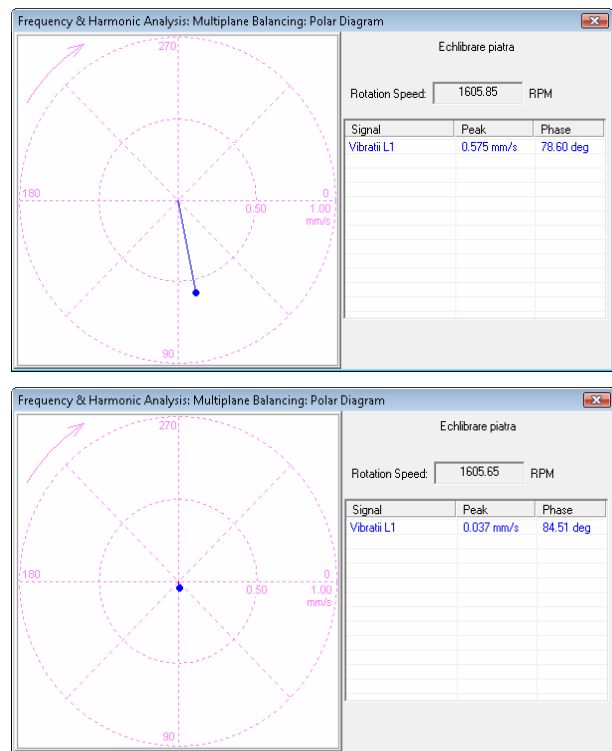 Frequency & Harmonic Analysis: Multiplane Balancing: Polar Diagram
270
180
0
0.50
1.00
mm/s
90
Echlibrare piatra
Rotation Speed: 1605.85 RPM
Signal Peak Phase
Vibratii L1 0.575 mm/s 78.60 deg
Frequency & Harmonic Analysis: Multiplane Balancing: Polar Diagram
270
180
0
0.50
1.00
mm/s
90
Echlibrare piatra
Rotation Speed: 1605.65 RPM
Signal Peak Phase
Vibratii L1 0.037 mm/s 84.51 deg